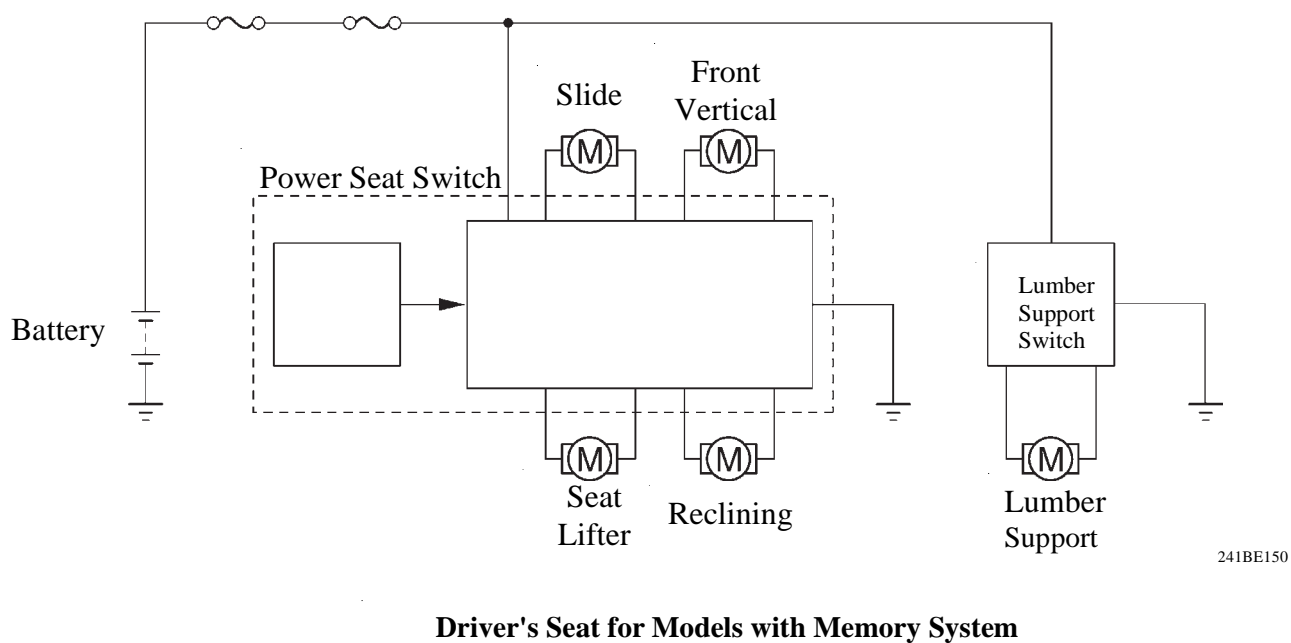 Slide
Front
Vertical
M
M
Power Seat Switch
Battery
Lumber
Support
Switch
M
M
M
Seat
Lifter
Reclining
Lumber
Support
241BE150
Driver's Seat for Models with Memory System